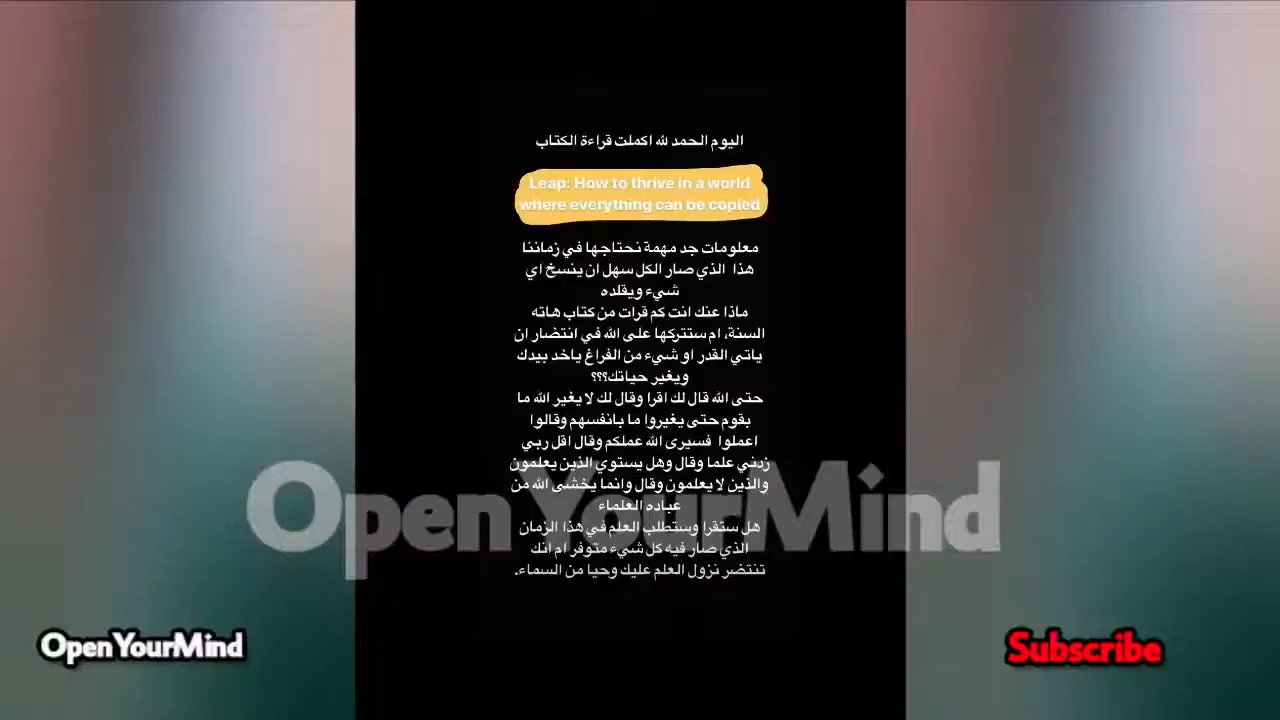 اليوم الحمد لله اكملت قراءة الكتاب
Leap: How to thrive in a world
where everything can be copied
معلومات جد مهمة نحتاجها في زماننا
هذا الذي صار الكل سهل ان ينسخ اي
شيء ويقلده
ماذا عنك انت كم قرات من كتاب هاته
السنة، ام ستتركها على الله في انتضار ان
ياتي القدر او شيء من الفراغ ياخد بيدك
ويغير حياتك؟؟؟
حتى الله قال لك اقرا وقال لك لا يغير الله ما
بقوم حتى يغيروا ما بانفسهم وقالوا
اعملوا فسيرى الله عملكم وقال اقل ربي
زدني علما وقال وهل يستوي الذين يعلمون
والذين لا يعلمون وقال وانما يخشى الله من
عباده العلماء
هل ستقرا وستطلب العلم في هذا الزمان
الذي صار فيه كل شيء متوفر ام انك
تنتضر نزول العلم عليك وحيا من السماء.
OpenYourMind
OpenYourMind
Subscribe